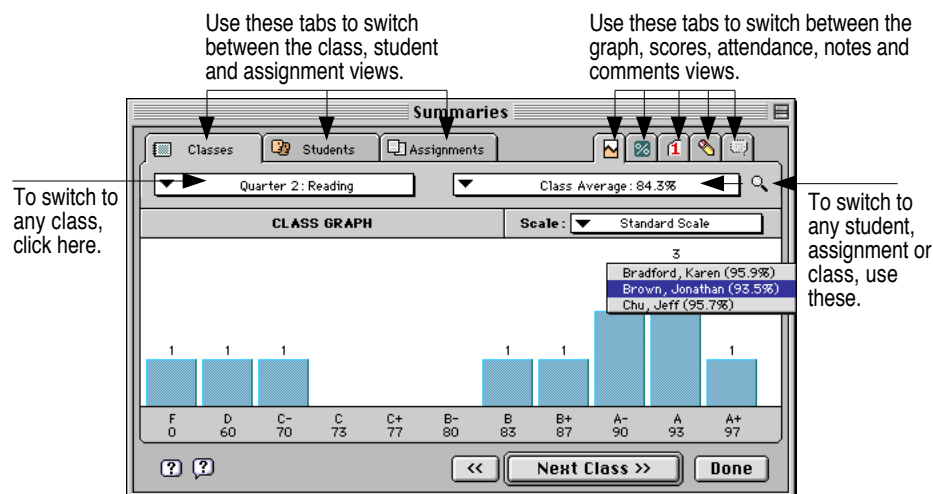 Use these tabs to switch
between the class, student
and assignment views.
Use these tabs to switch between the
graph, scores, attendance, notes and
comments views.
Summaries
Classes
Students
Assignments
%
1
To switch to
any class,
click here.
Quarter 2: Reading
Class Average: 84.3%
To switch to
any student,
assignment or
class, use
these.
CLASS GRAPH
Scale: Standard Scale
3
Bradford, Karen (95.9%)
Brown, Jonathan (93.5%)
Chu, Jeff (95.7%)
1 1 1 1 1 1
F D C- C C+ B- B B+ A- A A+
0 60 70 73 77 80 83 87 90 93 97
? ?
<< Next Class >> Done